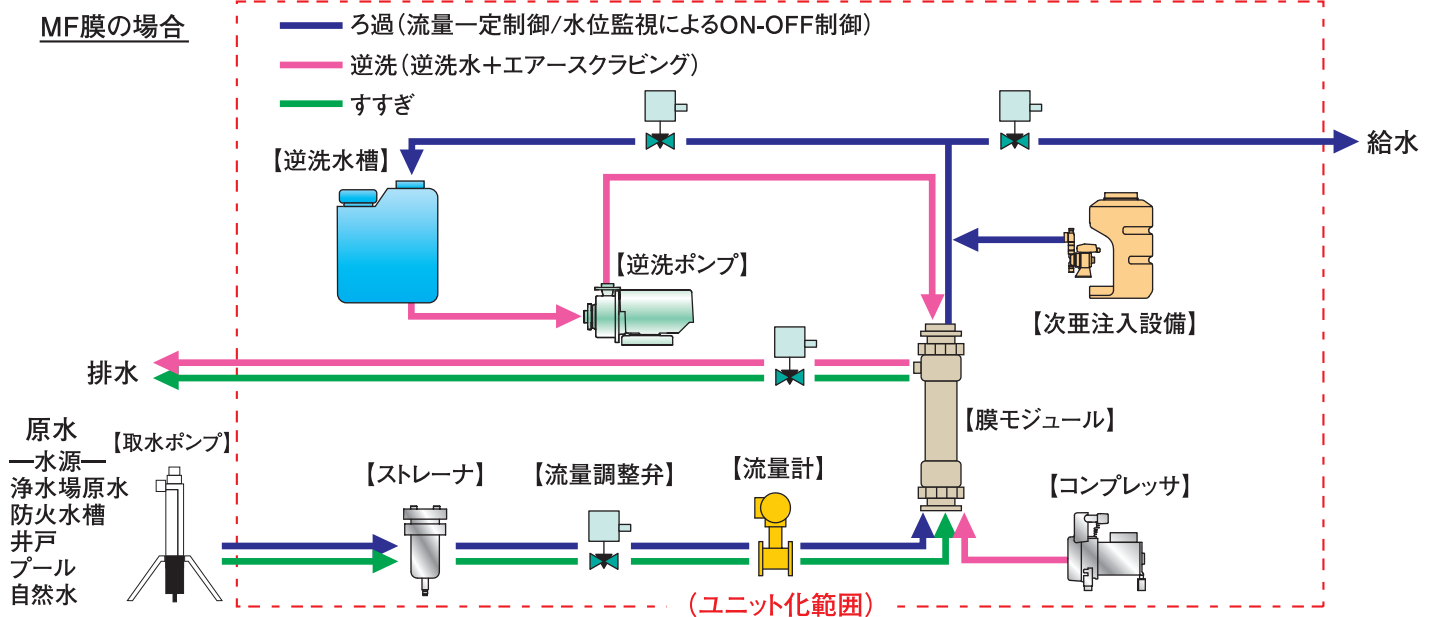 MF膜の場合
ろ過(流量一定制御/水位監視によるON-OFF制御)
逆洗(逆洗水+エアースクラビング)
すすぎ
【逆洗水槽】
給水
【逆洗ポンプ】
【次亜注入設備】
排水
【膜モジュール】
原水
―水源―
浄水場原水
防火水槽
井戸
プール
自然水
【取水ポンプ】
【ストレーナ】
【流量調整弁】
【流量計】
【コンプレッサ】
(ユニット化範囲)